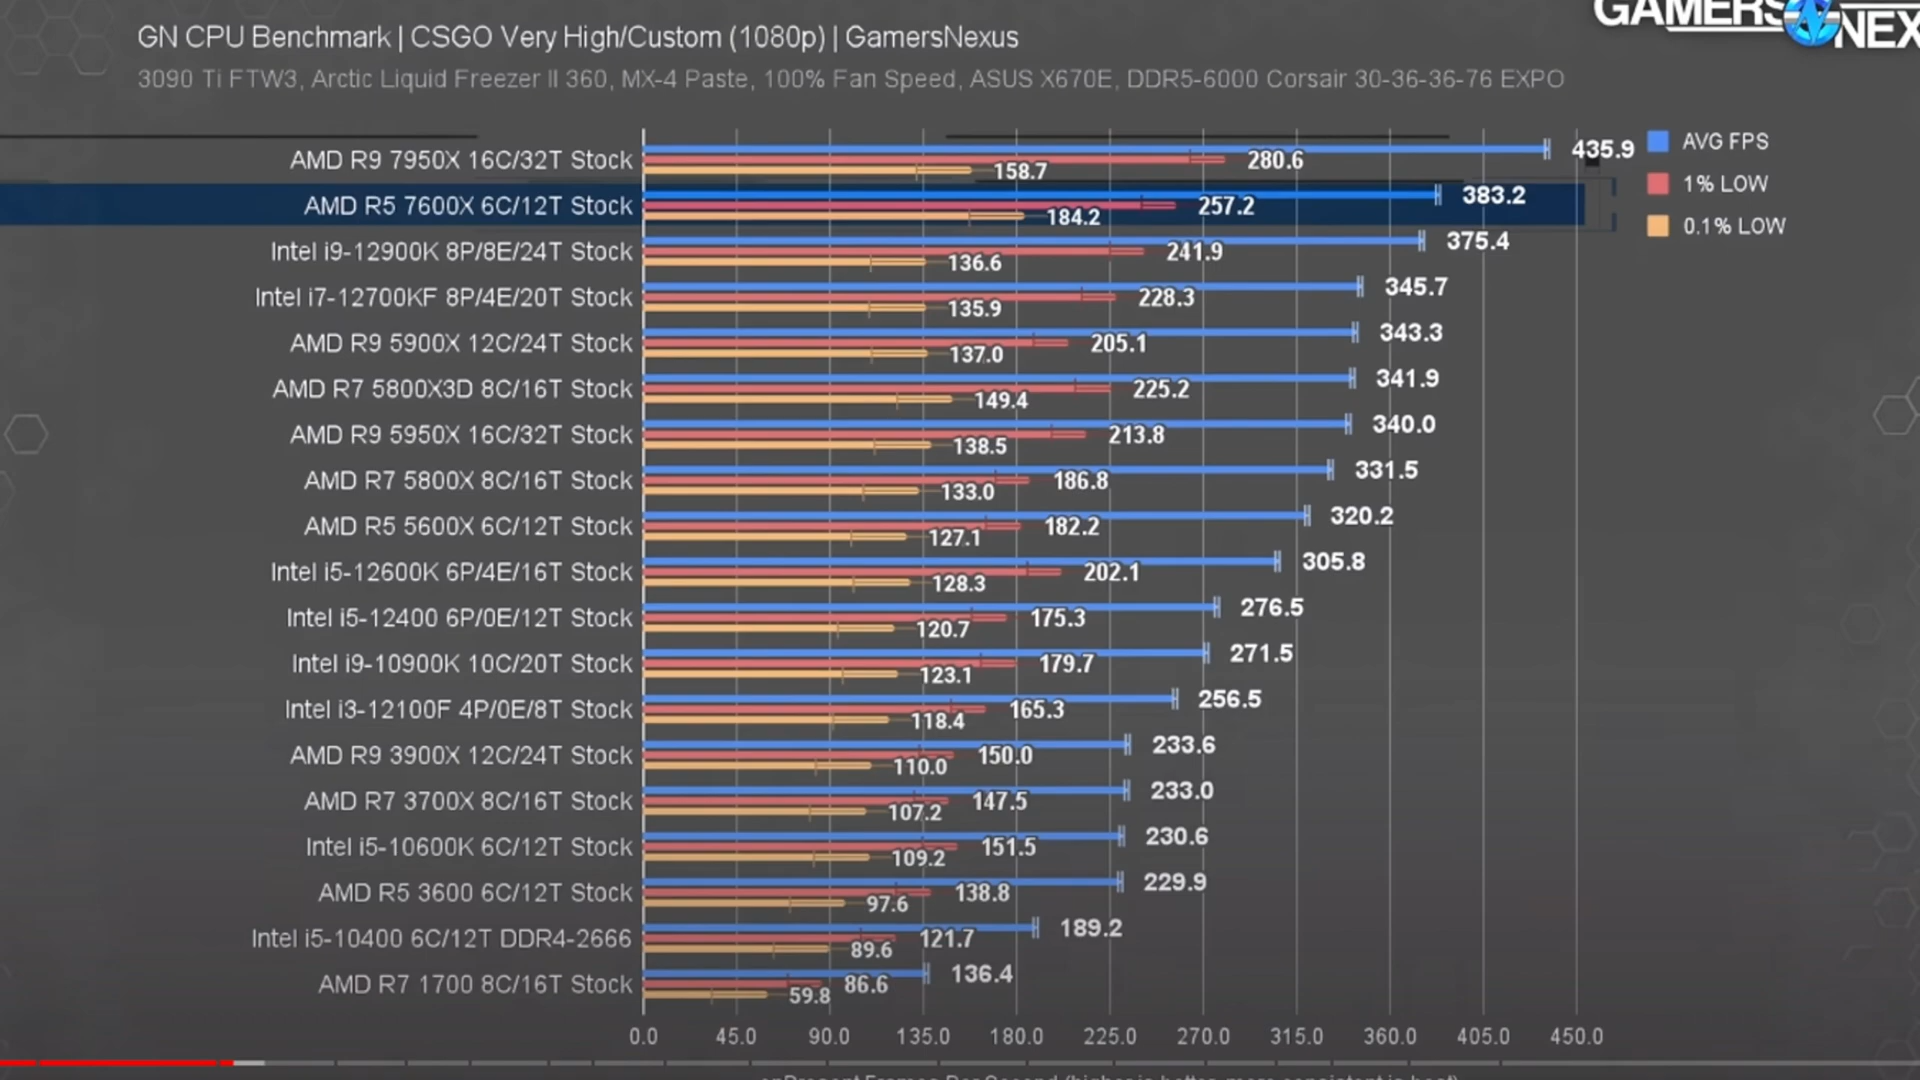 GAMERS NEX
GN CPU Benchmark | CSGO Very High/Custom (1080p) | GamersNexus
3090 Ti FTW3, Arctic Liquid Freezer II 360, MX-4 Paste, 100% Fan Speed, ASUS X670E, DDR5-6000 Corsair 30-36-36-76 EXPO
AVG FPS
1% LOW
0.1% LOW
AMD R9 7950X 16C/32T Stock 435.9 280.6 158.7
AMD R5 7600X 6C/12T Stock 383.2 257.2 184.2
Intel i9-12900K 8P/8E/24T Stock 375.4 241.9 136.6
Intel i7-12700KF 8P/4E/20T Stock 345.7 228.3 135.9
AMD R9 5900X 12C/24T Stock 343.3 205.1 137.0
AMD R7 5800X3D 8C/16T Stock 341.9 225.2 149.4
AMD R9 5950X 16C/32T Stock 340.0 213.8 138.5
AMD R7 5800X 8C/16T Stock 331.5 186.8 133.0
AMD R5 5600X 6C/12T Stock 320.2 182.2 127.1
Intel i5-12600K 6P/4E/16T Stock 305.8 202.1 128.3
Intel i5-12400 6P/0E/12T Stock 276.5 175.3 120.7
Intel i9-10900K 10C/20T Stock 271.5 179.7 123.1
Intel i3-12100F 4P/0E/8T Stock 256.5 165.3 118.4
AMD R9 3900X 12C/24T Stock 233.6 150.0 110.0
AMD R7 3700X 8C/16T Stock 233.0 147.5 107.2
Intel i5-10600K 6C/12T Stock 230.6 151.5 109.2
AMD R5 3600 6C/12T Stock 229.9 138.8 97.6
Intel i5-10400 6C/12T DDR4-2666 189.2 121.7 89.6
AMD R7 1700 8C/16T Stock 136.4 86.6 59.8
0.0 45.0 90.0 135.0 180.0 225.0 270.0 315.0 360.0 405.0 450.0